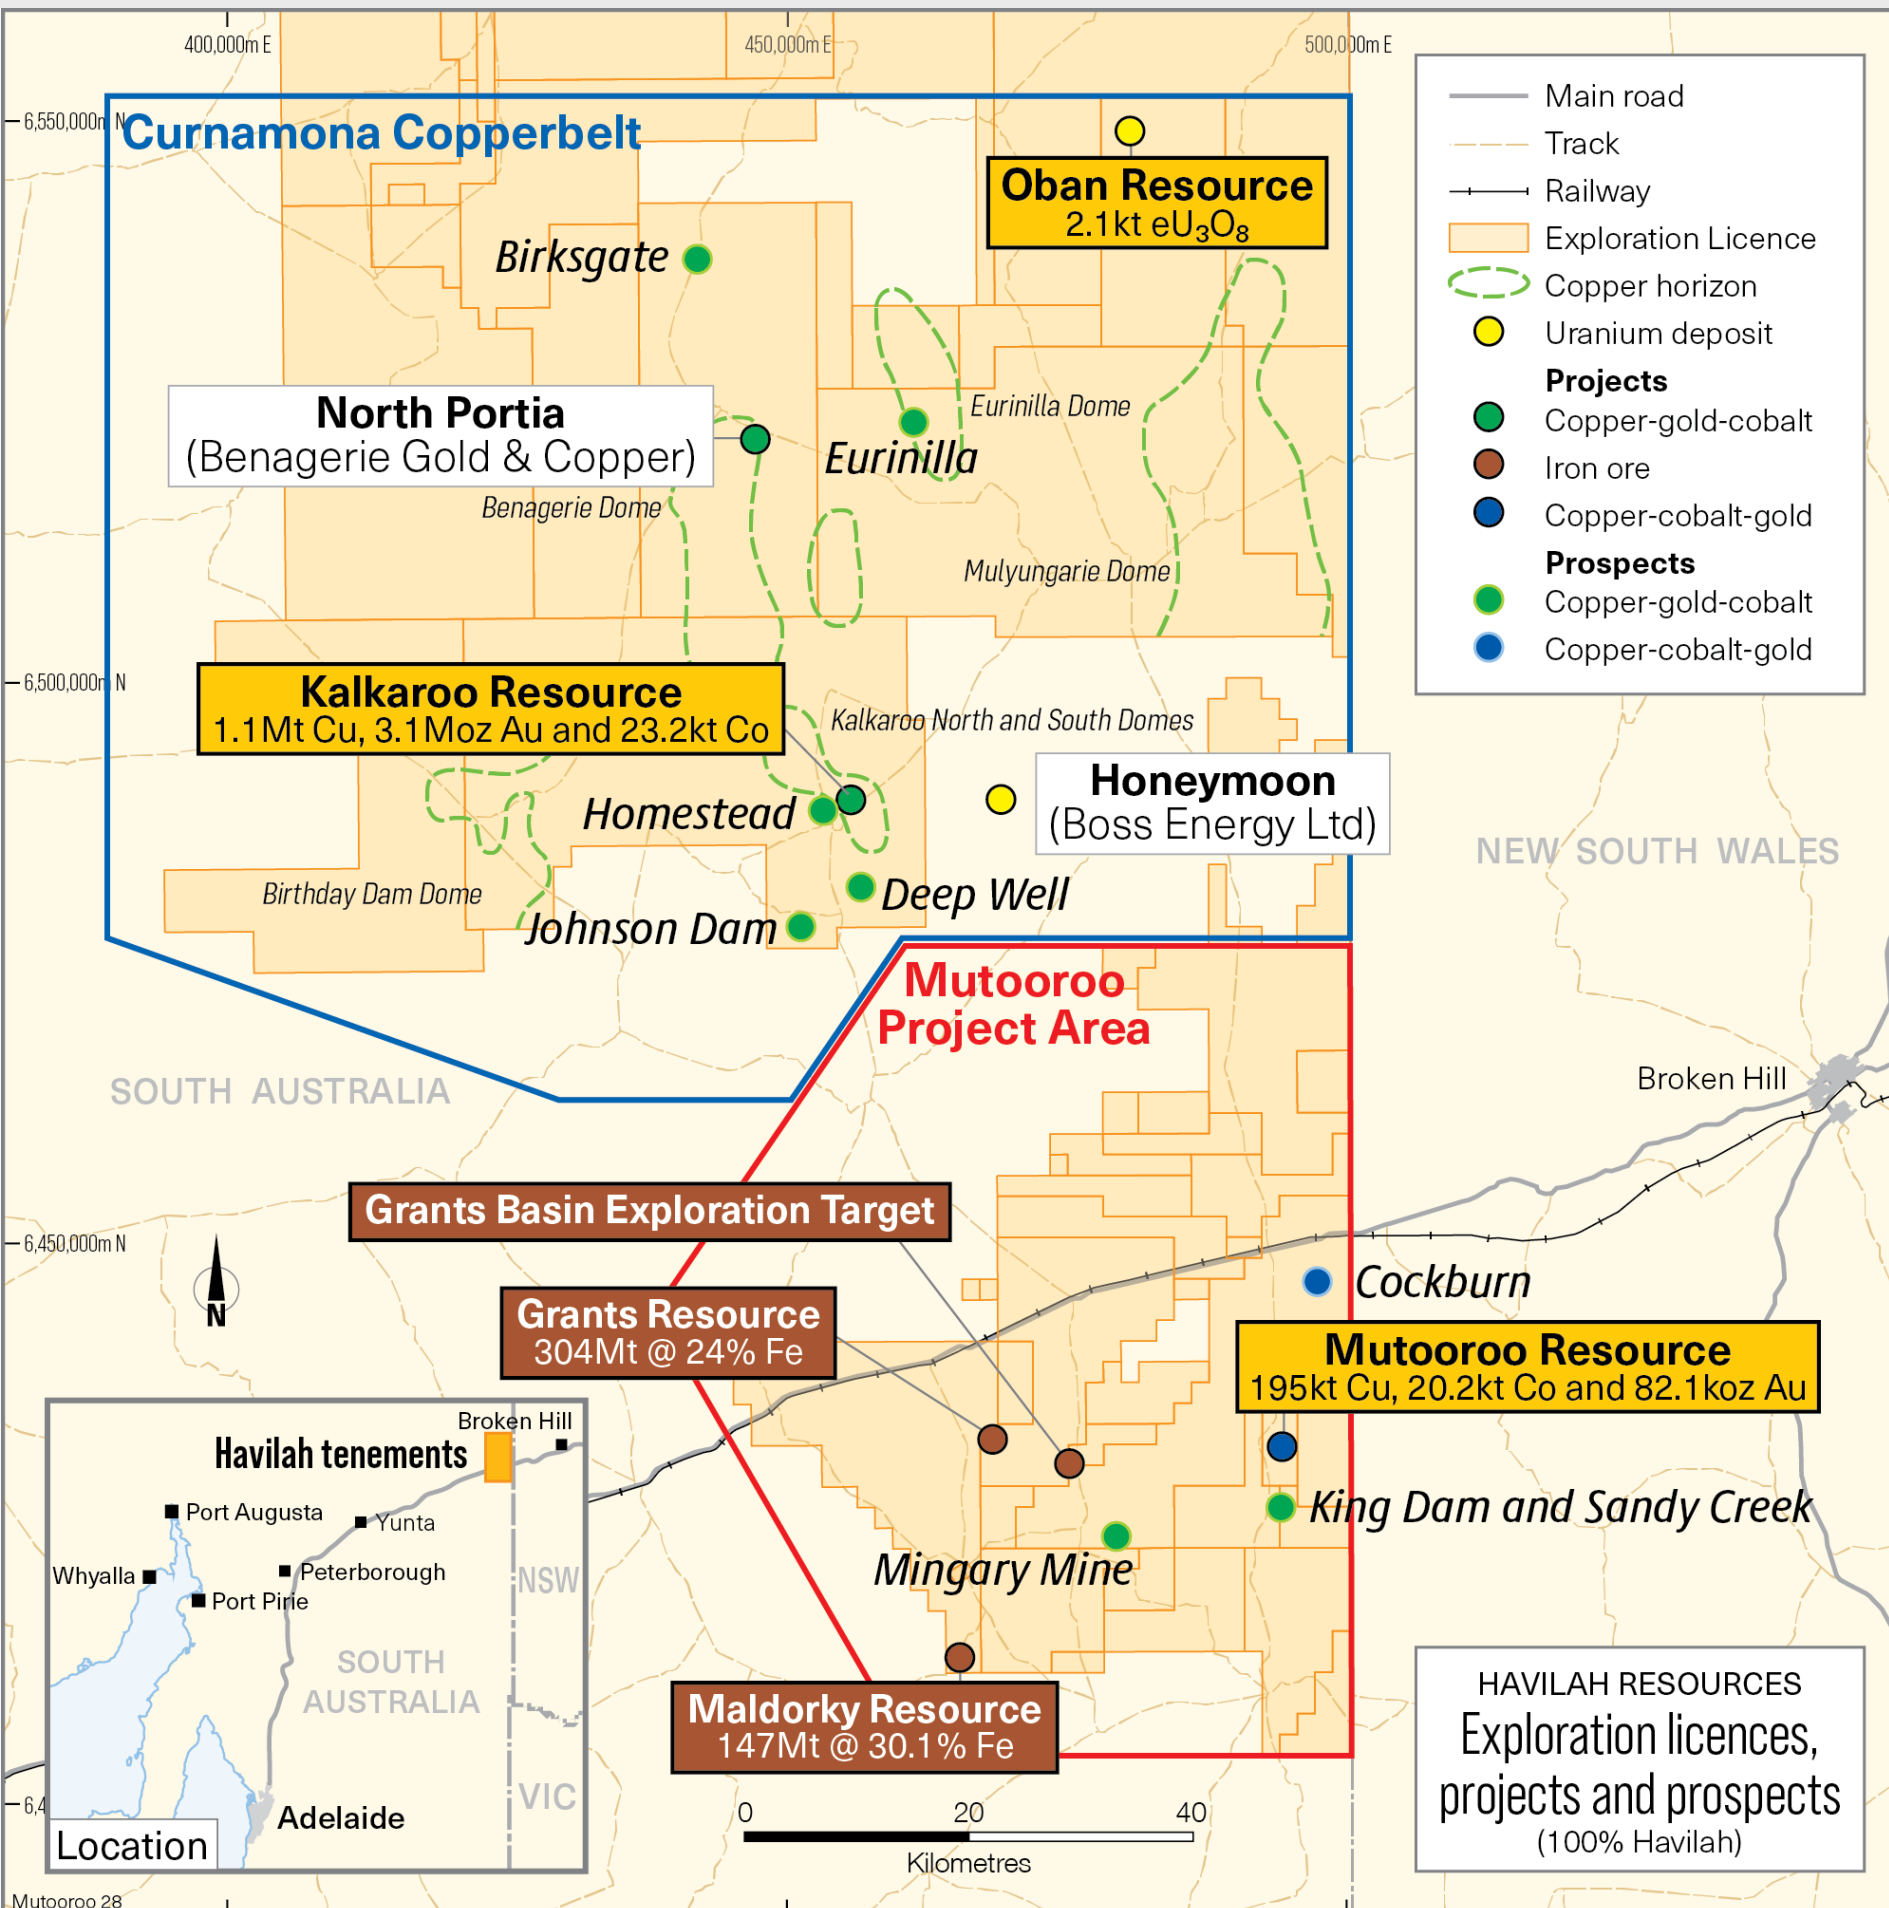 400,000m E
450,000m E
500,000m E
6,550,000m N
Curnamona Copperbelt
Oban Resource
2.1kt eU₃O₈
Birksgate
North Portia
(Benagerie Gold & Copper)
Eurinilla Dome
Eurinilla
Benagerie Dome
Mulyungarie Dome
6,500,000m N
Kalkaroo Resource
1.1Mt Cu, 3.1Moz Au and 23.2kt Co
Kalkaroo North and South Domes
Honeymoon
(Boss Energy Ltd)
Homestead
Birthday Dam Dome
Deep Well
Johnson Dam
Main road
Track
Railway
Exploration Licence
Copper horizon
Uranium deposit
Projects
Copper-gold-cobalt
Iron ore
Copper-cobalt-gold
Prospects
Copper-gold-cobalt
Copper-cobalt-gold
NEW SOUTH WALES
Mutooroo
Project Area
SOUTH AUSTRALIA
Broken Hill
Grants Basin Exploration Target
6,450,000m N
N
Cockburn
Grants Resource
304Mt @ 24% Fe
Mutooroo Resource
195kt Cu, 20.2kt Co and 82.1koz Au
King Dam and Sandy Creek
Mingary Mine
Maldorky Resource
147Mt @ 30.1% Fe
Broken Hill
Havilah tenements
Port Augusta
Yunta
Whyalla
Peterborough
Port Pirie
NSW
SOUTH
AUSTRALIA
VIC
Adelaide
Location
6,4
0 20 40
Kilometres
HAVILAH RESOURCES
Exploration licences,
projects and prospects
(100% Havilah)
Mutooroo 28